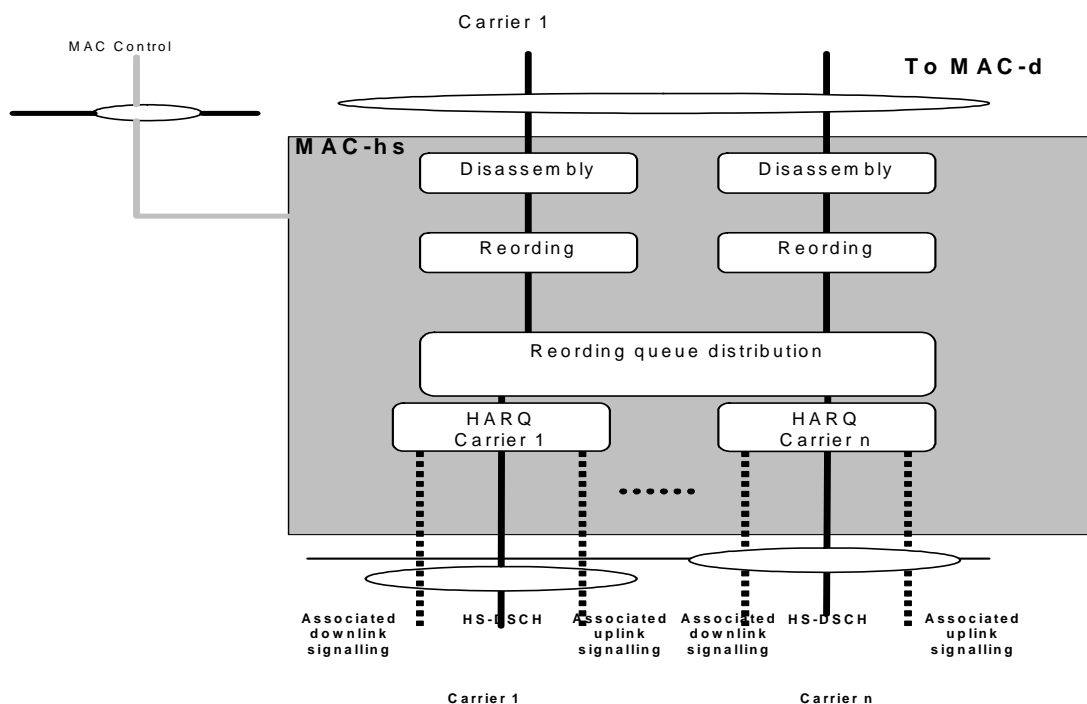 Carrier 1
MAC Control
To MAC-d
MAC-hs
Disassembly
Disassembly
Reording
Reording
Reording queue distribution
HARQ
Carrier 1
HARQ
Carrier n
Associated
downlink
signalling
HS-DSCH
Associated
uplink
signalling
Associated
downlink
signalling
HS-DSCH
Associated
uplink
signalling
Carrier 1
Carrier n